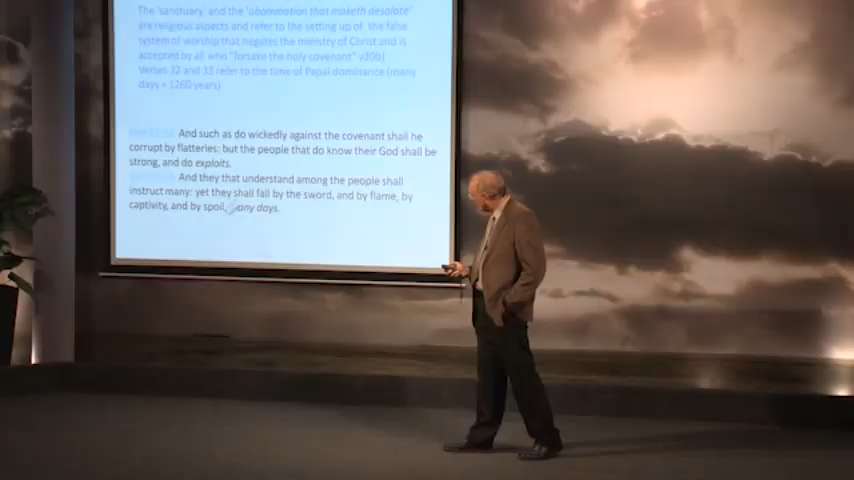 The 'sanctuary' and the 'abomination that maketh desolate'
are religious aspects and refer to the setting up of the false
system of worship that negates the ministry of Christ and is
accepted by all who "forsake the holy covenant" v30b)
Verses 32 and 33 refer to the time of Papal dominance (many
days = 1260 years)
And such as do wickedly against the covenant shall he
corrupt by flatteries: but the people that do know their God shall be
strong, and do exploits.
And they that understand among the people shall
instruct many: yet they shall fall by the sword, and by flame, by
captivity, and by spoil, many days.